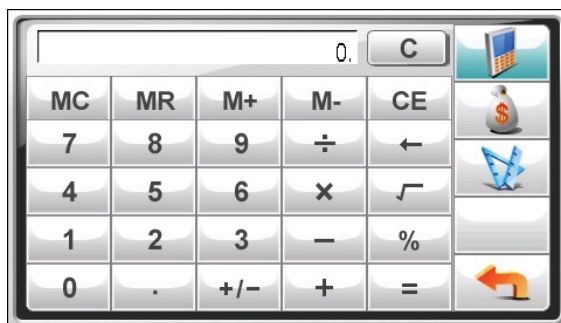 0. C
MC MR M+ M- CE
7 8 9 ÷ ←
4 5 6 × √
1 2 3 − %
0 . +/− + =
$